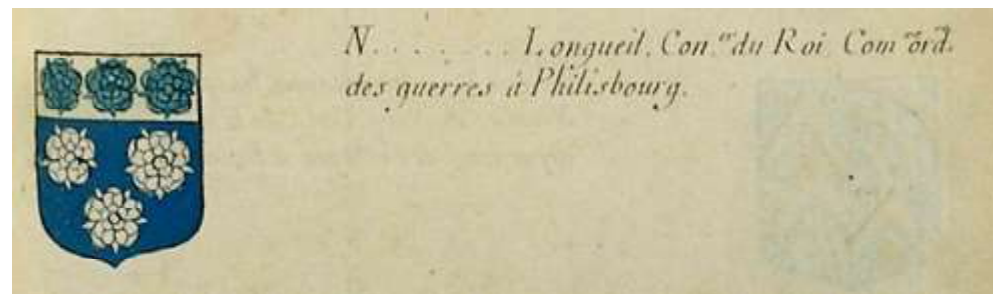 N. . . . . . . Longueil, Con.er du Roi Com.re ord.
des guerres à Philisbourg.